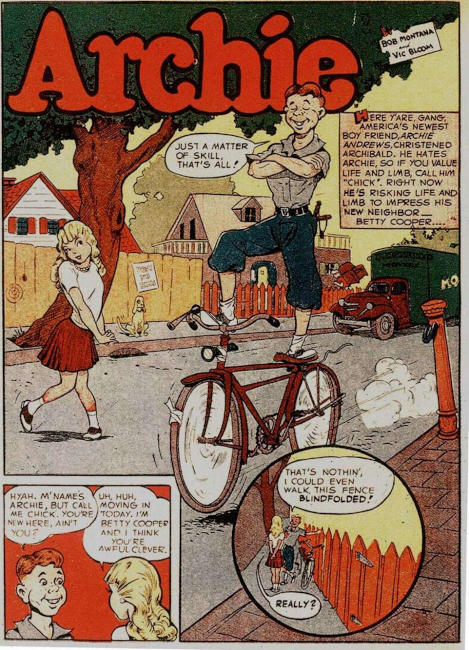 Archie
By
BOB MONTANA
and
VIC BLOOM
HERE Y'ARE, GANG,
AMERICA'S NEWEST
BOY FRIEND, ARCHIE
ANDREWS, CHRISTENED
ARCHIBALD. HE HATES
ARCHIE, SO IF YOU VALUE
LIFE AND LIMB, CALL HIM
"CHICK". RIGHT NOW
HE'S RISKING LIFE AND
LIMB TO IMPRESS HIS
NEW NEIGHBOR—
BETTY COOPER....
JUST A MATTER
OF SKILL,
THAT'S ALL!
MO
HYAH. M'NAMES
ARCHIE, BUT CALL
ME CHICK. YOU'RE
NEW HERE, AIN'T
YOU?
UH, HUH,
MOVING IN
TODAY. I'M
BETTY COOPER
AND I THINK
YOU'RE
AWFUL CLEVER.
THAT'S NOTHIN',
I COULD EVEN
WALK THIS FENCE
BLINDFOLDED!
REALLY?